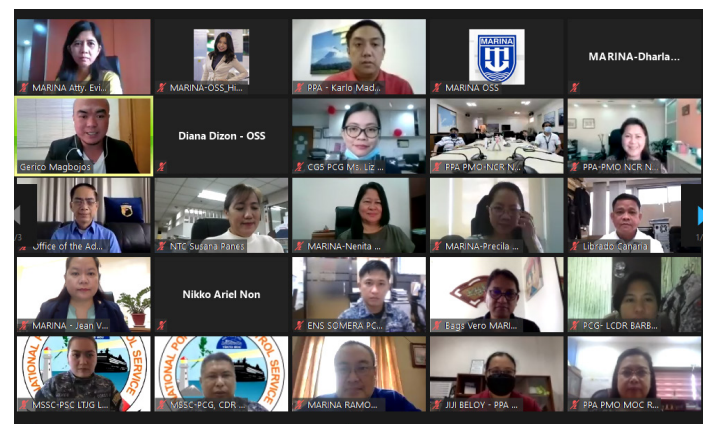 MARINA Atty. Evi...
MARINA-OSS_Hi...
PPA - Karlo Mad...
MARINA
MARINA OSS
MARINA-Dharla...
Gerico Magbojos
Diana Dizon - OSS
CG5 PCG Ms. Liz ...
PPA PMO-NCR N...
PPA-PMO NCR N...
Office of the Ad...
NTC Susana Panes
MARINA-Nenita ...
MARINA-Precila ...
Librado Canaria
MARINA - Jean V...
Nikko Ariel Non
ENS SOMERA PC...
Bags Vero MARI...
PCG- LCDR BARB...
MSSC-PSC LTJG L...
MSSC-PCG, CDR ...
MARINA RAMO...
JIJI BELOY - PPA ...
PPA PMO MOC R...